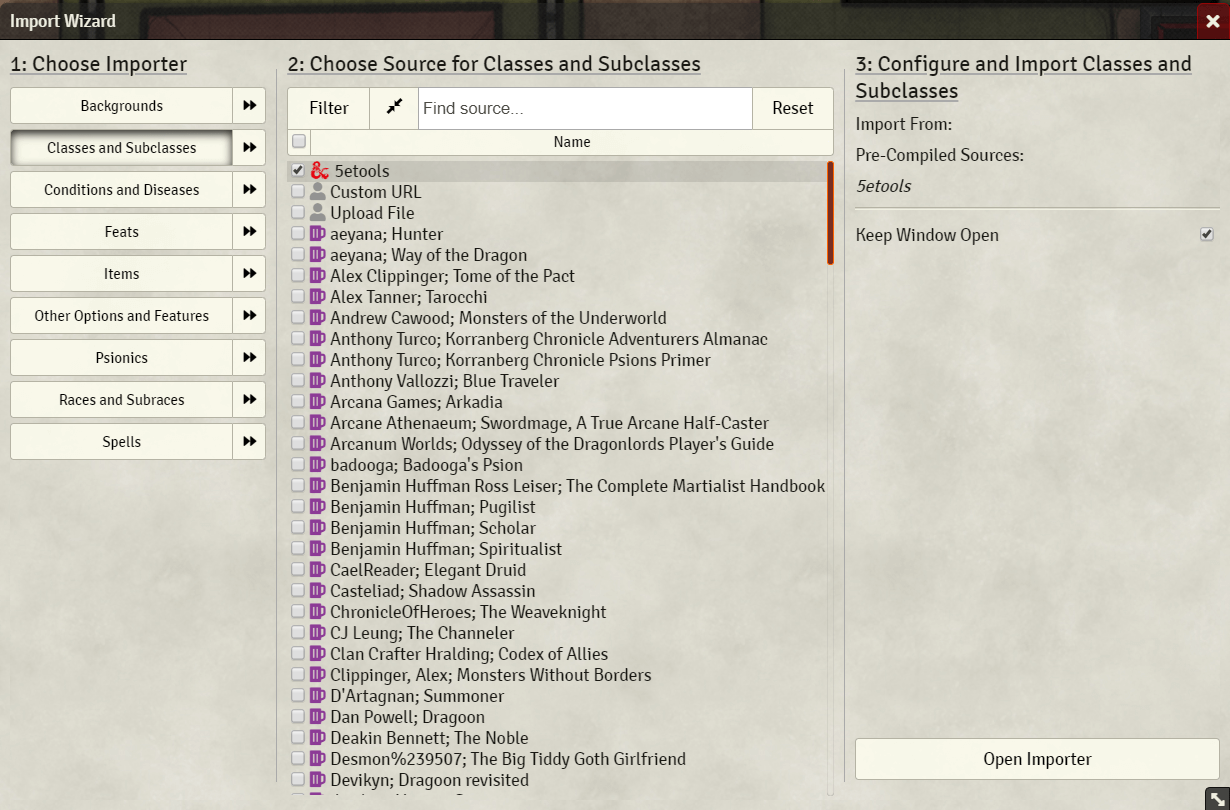 Import Wizard
1: Choose Importer
Backgrounds
Classes and Subclasses
Conditions and Diseases
Feats
Items
Other Options and Features
Psionics
Races and Subraces
Spells
2: Choose Source for Classes and Subclasses
Filter
Find source...
Reset
Name
5etools
Custom URL
Upload File
aeyana; Hunter
aeyana; Way of the Dragon
Alex Clippinger; Tome of the Pact
Alex Tanner; Tarocchi
Andrew Cawood; Monsters of the Underworld
Anthony Turco; Korranberg Chronicle Adventurers Almanac
Anthony Turco; Korranberg Chronicle Psions Primer
Anthony Vallozzi; Blue Traveler
Arcana Games; Arkadia
Arcane Athenaeum; Swordmage, A True Arcane Half-Caster
Arcanum Worlds; Odyssey of the Dragonlords Player's Guide
badooga; Badooga's Psion
Benjamin Huffman Ross Leiser; The Complete Martialist Handbook
Benjamin Huffman; Pugilist
Benjamin Huffman; Scholar
Benjamin Huffman; Spiritualist
CaelReader; Elegant Druid
Casteliad; Shadow Assassin
ChronicleOfHeroes; The Weaveknight
CJ Leung; The Channeler
Clan Crafter Hralding; Codex of Allies
Clippinger, Alex; Monsters Without Borders
D'Artagnan; Summoner
Dan Powell; Dragoon
Deakin Bennett; The Noble
Desmon%239507; The Big Tiddy Goth Girlfriend
Devikyn; Dragoon revisited
3: Configure and Import Classes and
Subclasses
Import From:
Pre-Compiled Sources:
5etools
Keep Window Open
Open Importer